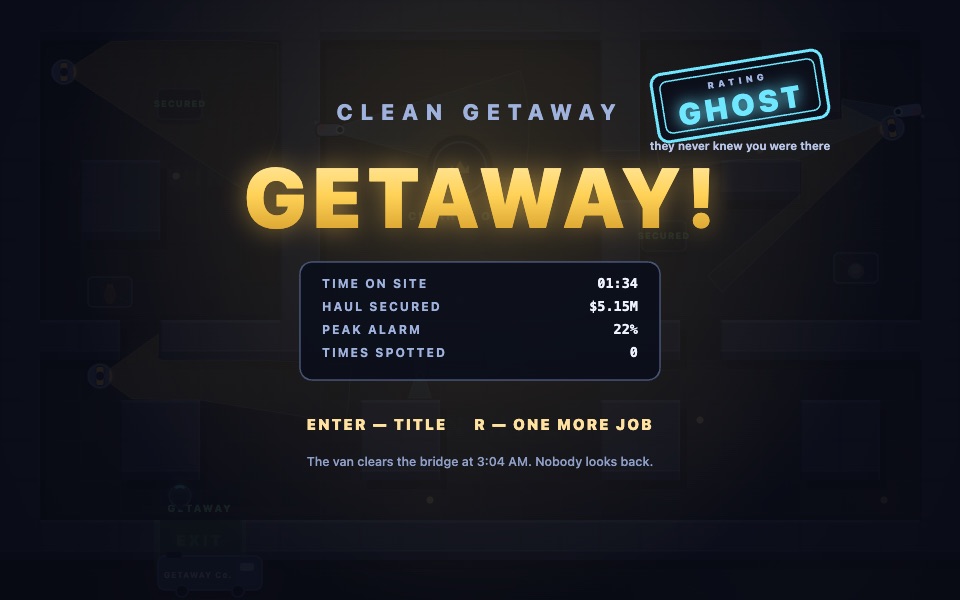 SECURED
RATING
GHOST
CLEAN GETAWAY
they never knew you were there
GETAWAY!
SECURED
TIME ON SITE 01:34
HAUL SECURED $5.15M
PEAK ALARM 22%
TIMES SPOTTED 0
ENTER — TITLE R — ONE MORE JOB
The van clears the bridge at 3:04 AM. Nobody looks back.
GETAWAY
EXIT
GETAWAY Co.